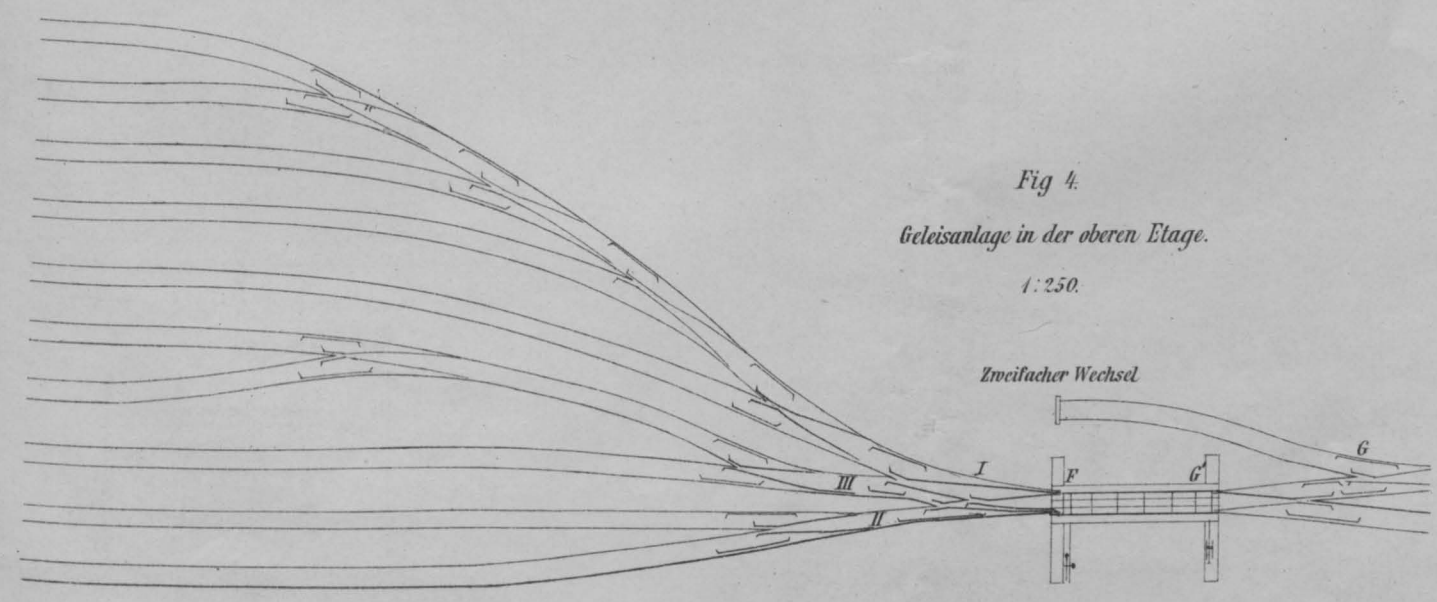 Fig 4.
Geleisanlage in der oberen Etage.
1:250.
Zweifacher Wechsel
G
I
F
G'
III
II